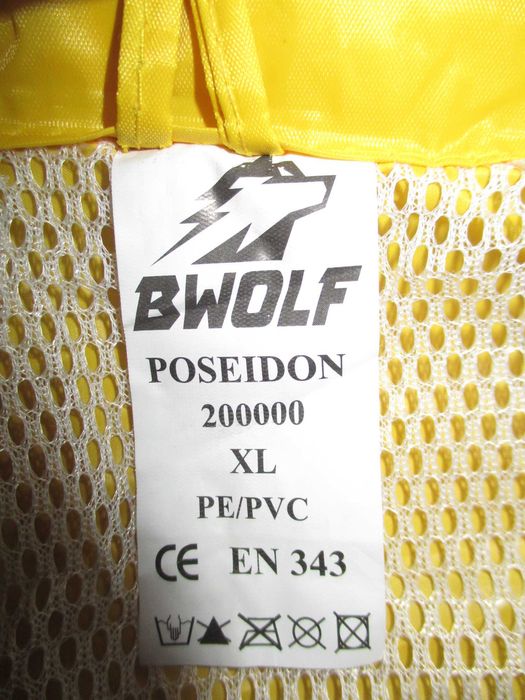 BWOLF
POSEIDON
200000
XL
PE/PVC
CE EN 343